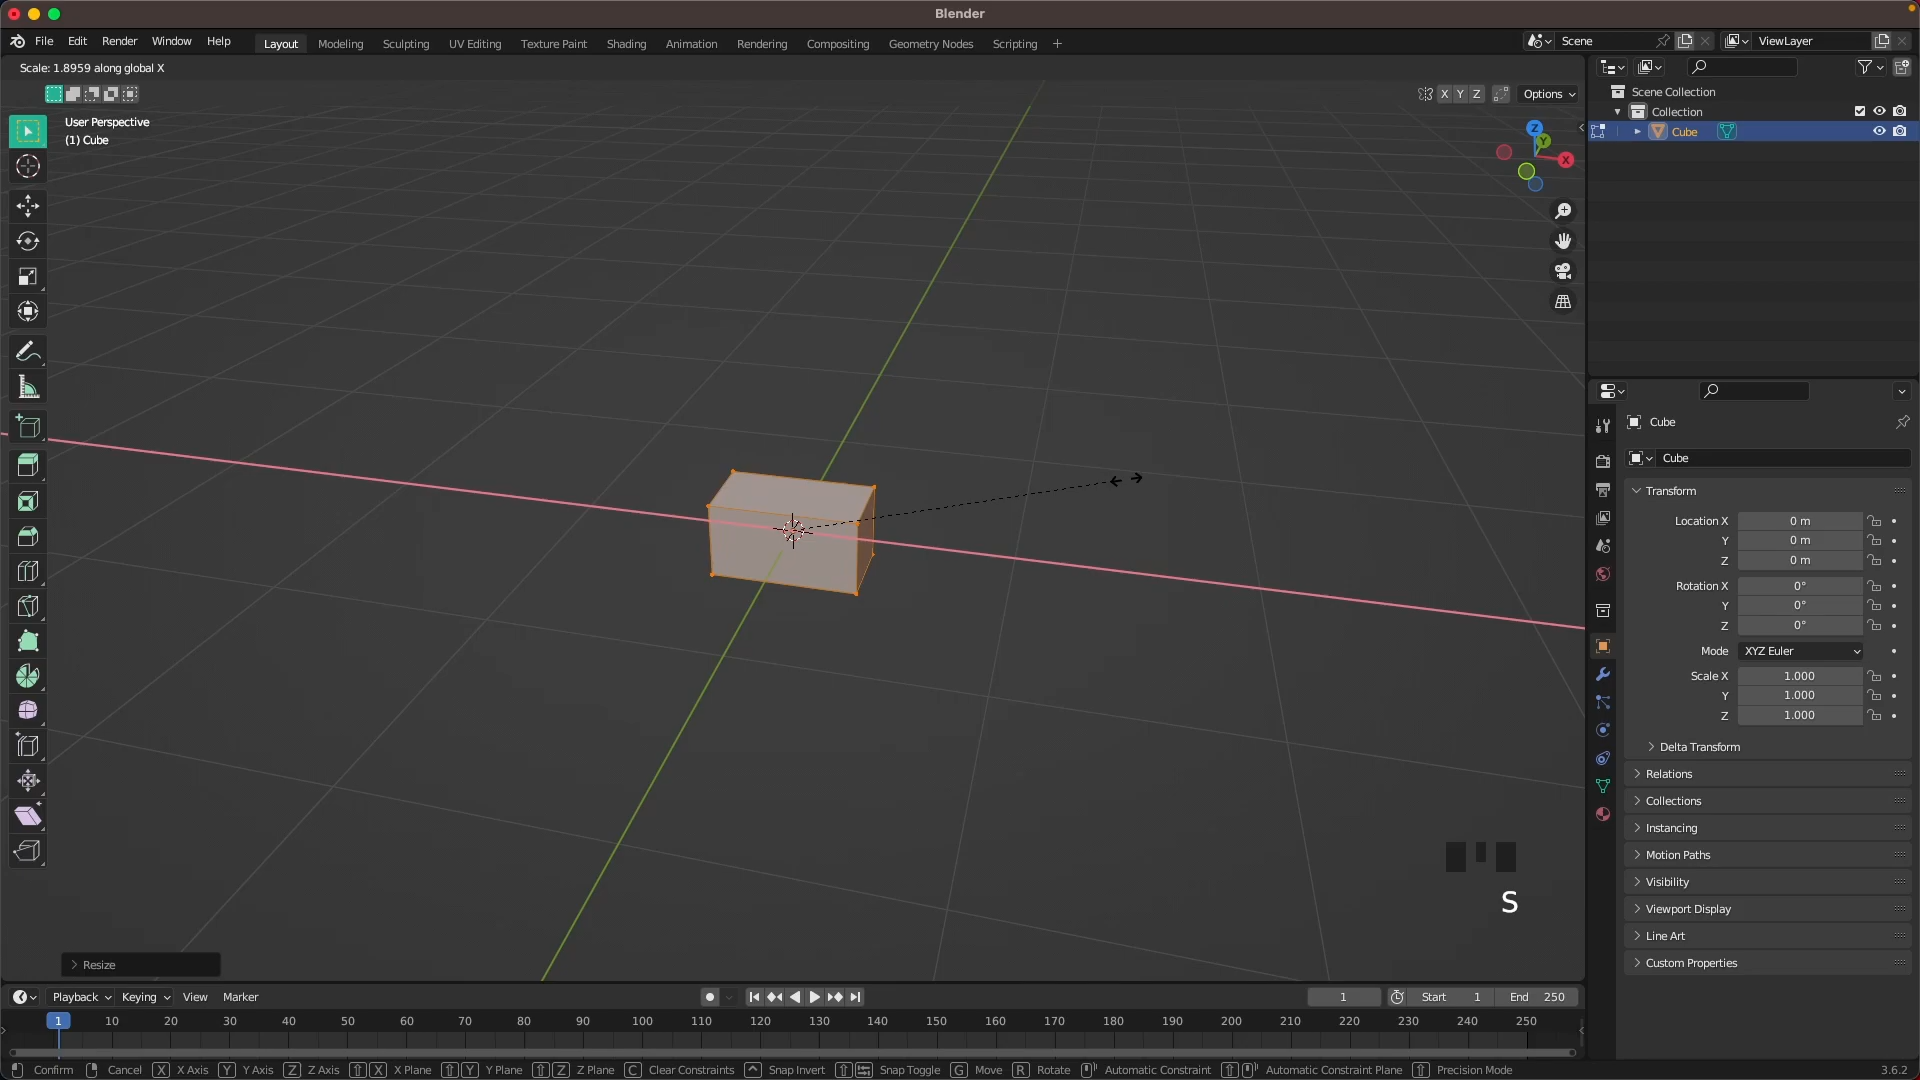 Blender
File Edit Render Window Help Layout Modeling Sculpting UV Editing Texture Paint Shading Animation Rendering Compositing Geometry Nodes Scripting + Scene ViewLayer
Scale: 1.8959 along global X
X Y Z Options
User Perspective
(1) Cube
Z
Y
X
Scene Collection
Collection
Cube
Cube
Cube
Transform
Location X 0 m
Y 0 m
Z 0 m
Rotation X 0°
Y 0°
Z 0°
Mode XYZ Euler
Scale X 1.000
Y 1.000
Z 1.000
Delta Transform
Relations
Collections
Instancing
Motion Paths
Visibility
Viewport Display
Line Art
Custom Properties
S
Resize
Playback Keying View Marker 1 Start 1 End 250
1 10 20 30 40 50 60 70 80 90 100 110 120 130 140 150 160 170 180 190 200 210 220 230 240 250
Confirm Cancel X X Axis Y Y Axis Z Z Axis X X Plane Y Y Plane Z Z Plane C Clear Constraints Snap Invert Snap Toggle G Move R Rotate Automatic Constraint Automatic Constraint Plane Precision Mode 3.6.2